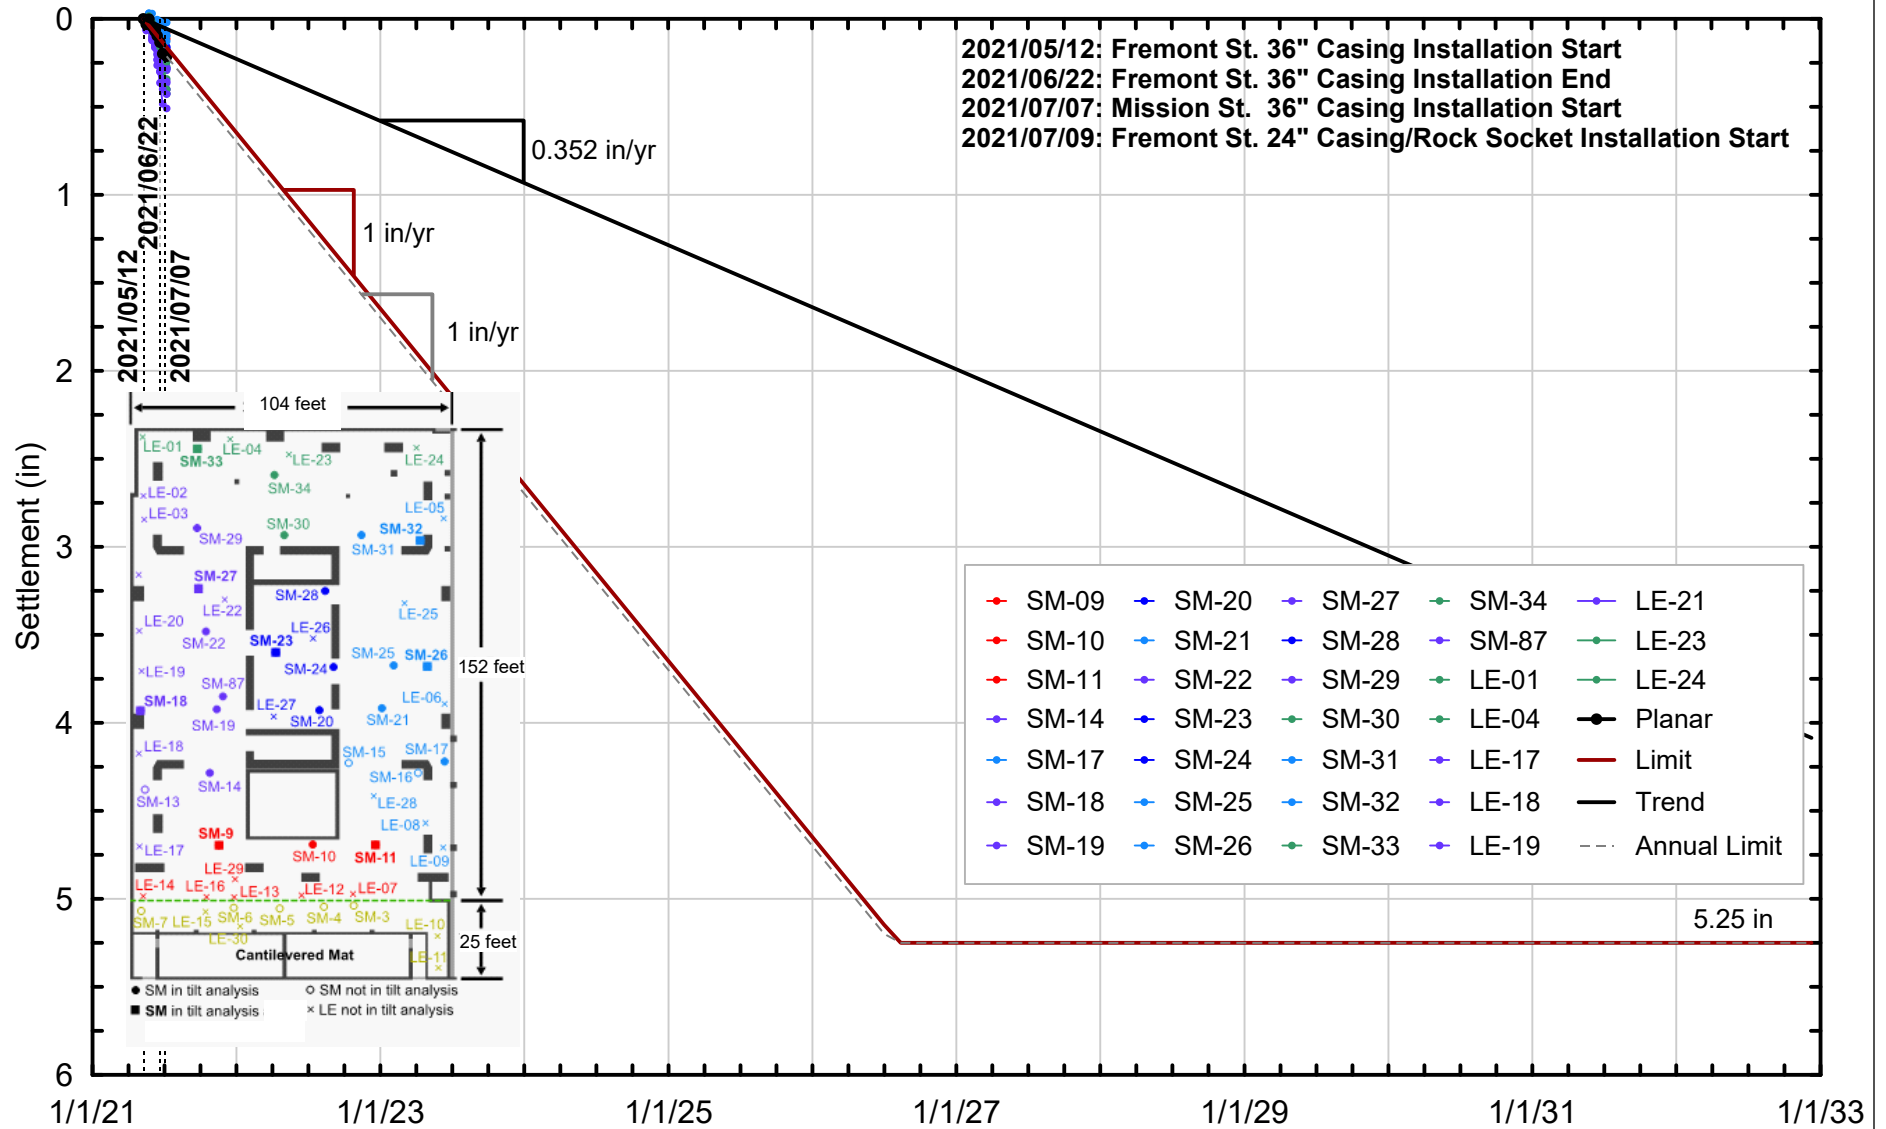 0
1
2
3
4
5
6
Settlement (in)
1/1/21
1/1/23
1/1/25
1/1/27
1/1/29
1/1/31
1/1/33
2021/05/12: Fremont St. 36" Casing Installation Start
2021/06/22: Fremont St. 36" Casing Installation End
2021/07/07: Mission St. 36" Casing Installation Start
2021/07/09: Fremont St. 24" Casing/Rock Socket Installation Start
2021/05/12
2021/06/22
2021/07/07
0.352 in/yr
1 in/yr
1 in/yr
5.25 in
104 feet
LE-01
SM-33
LE-04
LE-23
LE-24
SM-34
LE-02
LE-03
LE-05
SM-30
SM-32
SM-29
SM-31
SM-27
SM-28
LE-22
LE-25
LE-20
LE-26
SM-22
SM-23
SM-25
SM-26
152 feet
LE-19
SM-24
SM-87
SM-18
LE-27
LE-06
SM-19
SM-20
SM-21
LE-18
SM-15
SM-17
SM-14
SM-16
SM-13
LE-28
LE-08
SM-9
LE-17
SM-10
SM-11
LE-09
LE-29
LE-14
LE-16
LE-13
LE-12
LE-07
SM-7
LE-15
SM-6
SM-5
SM-4
SM-3
LE-10
LE-30
25 feet
Cantilevered Mat
LE-11
SM in tilt analysis
SM not in tilt analysis
SM in tilt analysis
LE not in tilt analysis
SM-09 SM-20 SM-27 SM-34 LE-21
SM-10 SM-21 SM-28 SM-87 LE-23
SM-11 SM-22 SM-29 LE-01 LE-24
SM-14 SM-23 SM-30 LE-04 Planar
SM-17 SM-24 SM-31 LE-17 Limit
SM-18 SM-25 SM-32 LE-18 Trend
SM-19 SM-26 SM-33 LE-19 Annual Limit